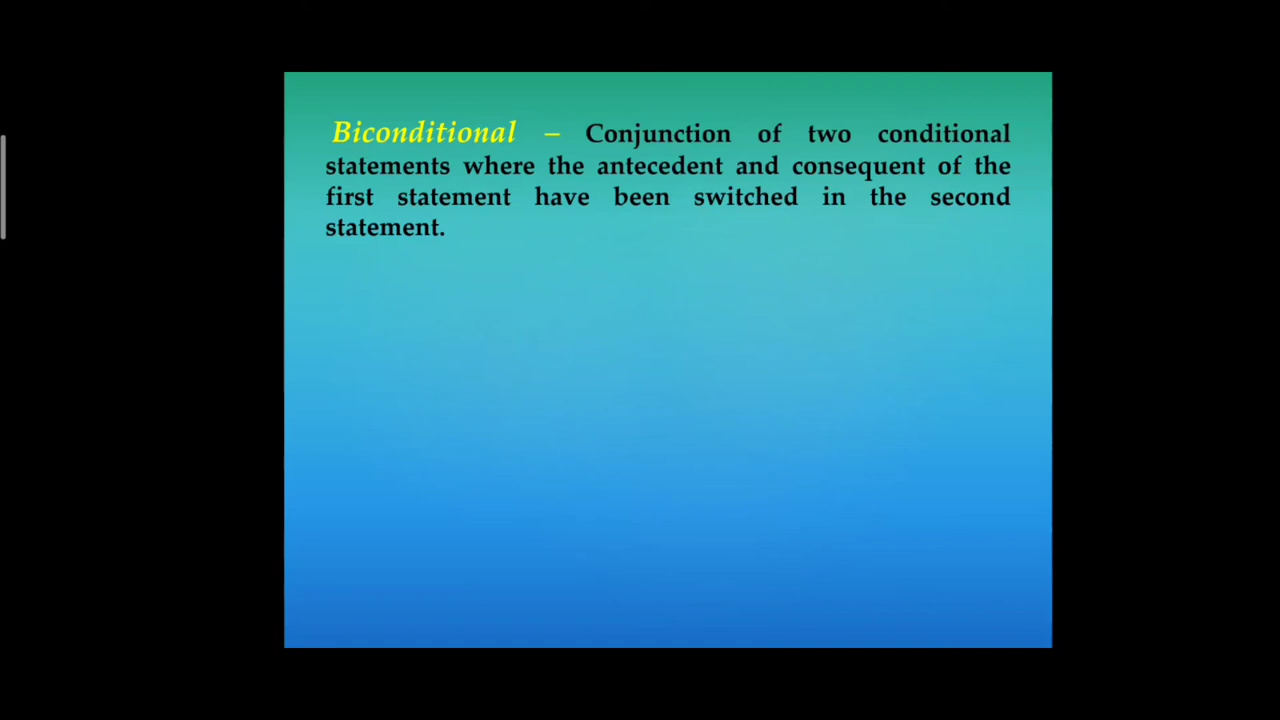 Biconditional – Conjunction of two conditional
statements where the antecedent and consequent of the
first statement have been switched in the second
statement.